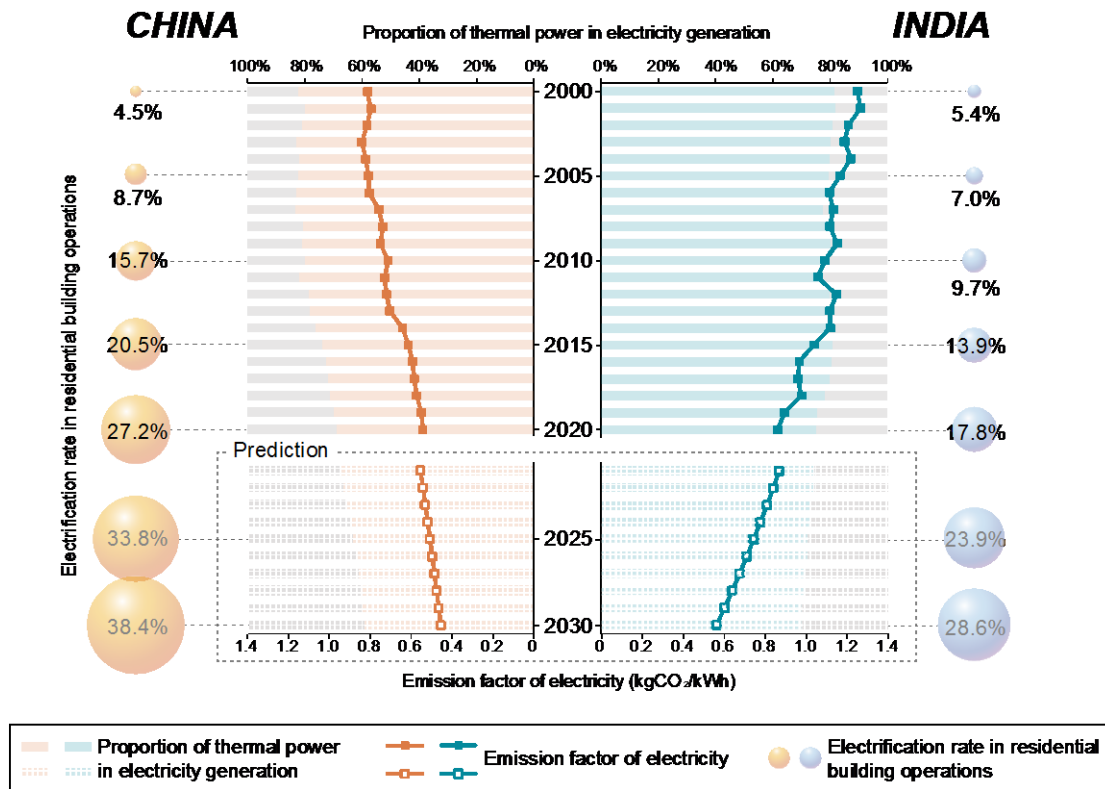 CHINA
INDIA
Proportion of thermal power in electricity generation
100% 80% 60% 40% 20% 0%
0% 20% 40% 60% 80% 100%
2000
4.5%
5.4%
2005
8.7%
7.0%
2010
15.7%
9.7%
2015
20.5%
13.9%
2020
27.2%
17.8%
Electrification rate in residential building operations
Prediction
2025
33.8%
23.9%
2030
38.4%
28.6%
1.4 1.2 1.0 0.8 0.6 0.4 0.2 0
0 0.2 0.4 0.6 0.8 1.0 1.2 1.4
Emission factor of electricity (kgCO₂/kWh)
Proportion of thermal power
in electricity generation
Emission factor of electricity
Electrification rate in residential
building operations